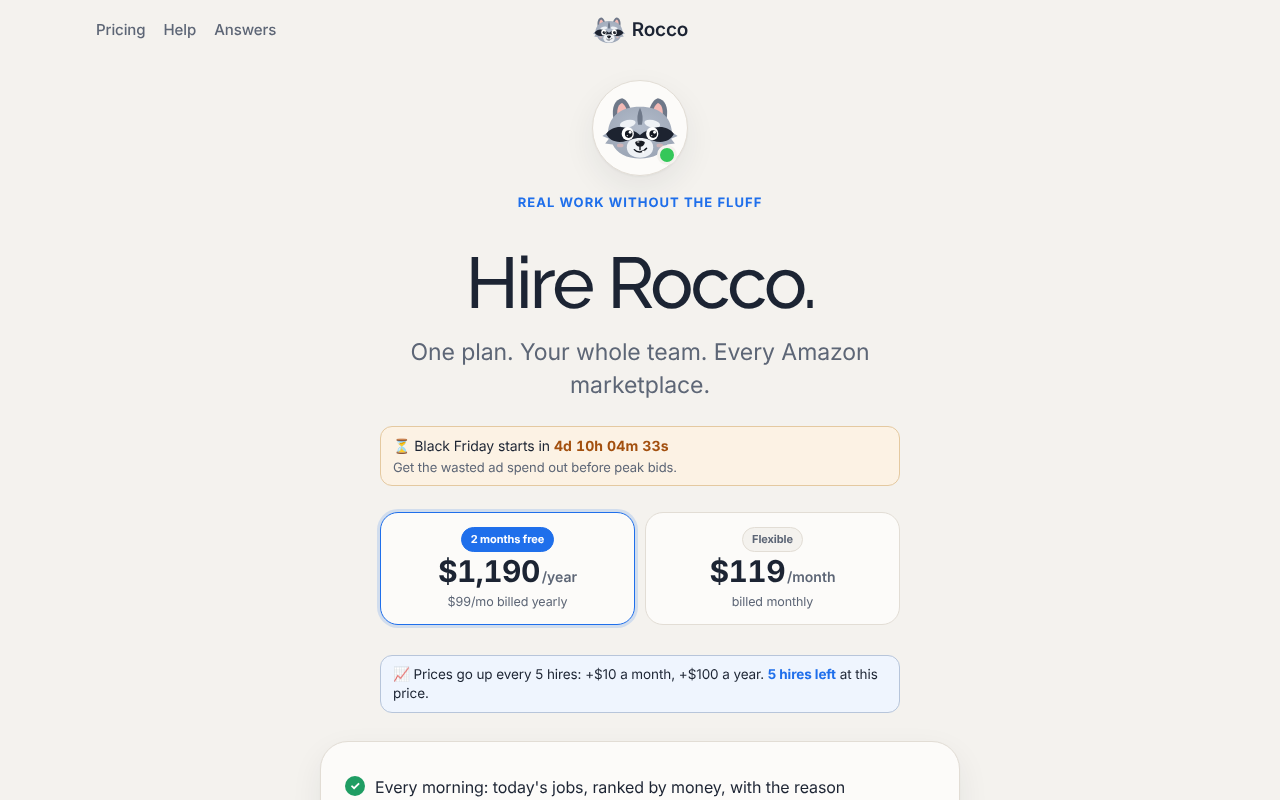 Pricing Help Answers
Rocco
REAL WORK WITHOUT THE FLUFF
Hire Rocco.
One plan. Your whole team. Every Amazon
marketplace.
⏳ Black Friday starts in 4d 10h 04m 33s
Get the wasted ad spend out before peak bids.
2 months free
$1,190/year
$99/mo billed yearly
Flexible
$119/month
billed monthly
📈 Prices go up every 5 hires: +$10 a month, +$100 a year. 5 hires left at this
price.
Every morning: today's jobs, ranked by money, with the reason